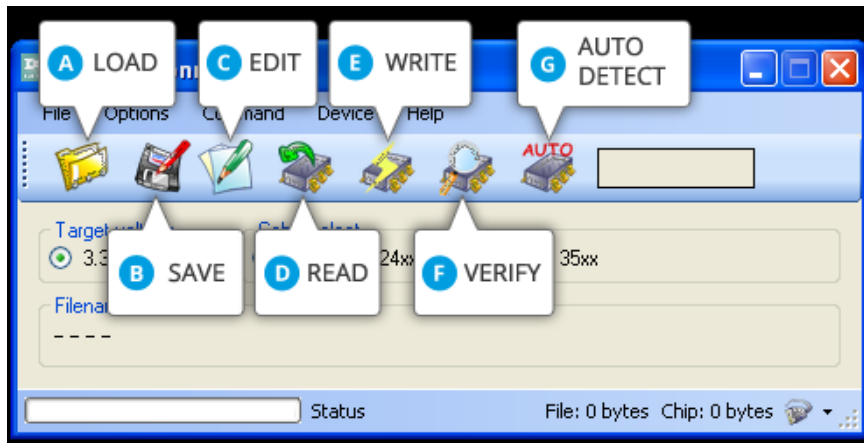 A LOAD
C EDIT
E WRITE
G AUTO
DETECT
File Options Command Device Help
AUTO
Target
3.3
24xx
35xx
B SAVE
D READ
F VERIFY
- - - -
Status
File: 0 bytes Chip: 0 bytes